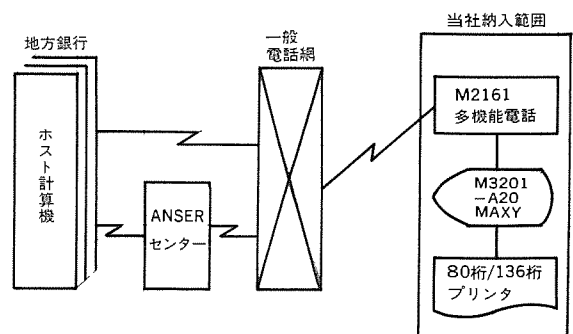 地方銀行
ホスト計算機
ANSER
センター
一般
電話網
当社納入範囲
M2161
多機能電話
M3201
-A20
MAXY
80桁/136桁
プリンタ